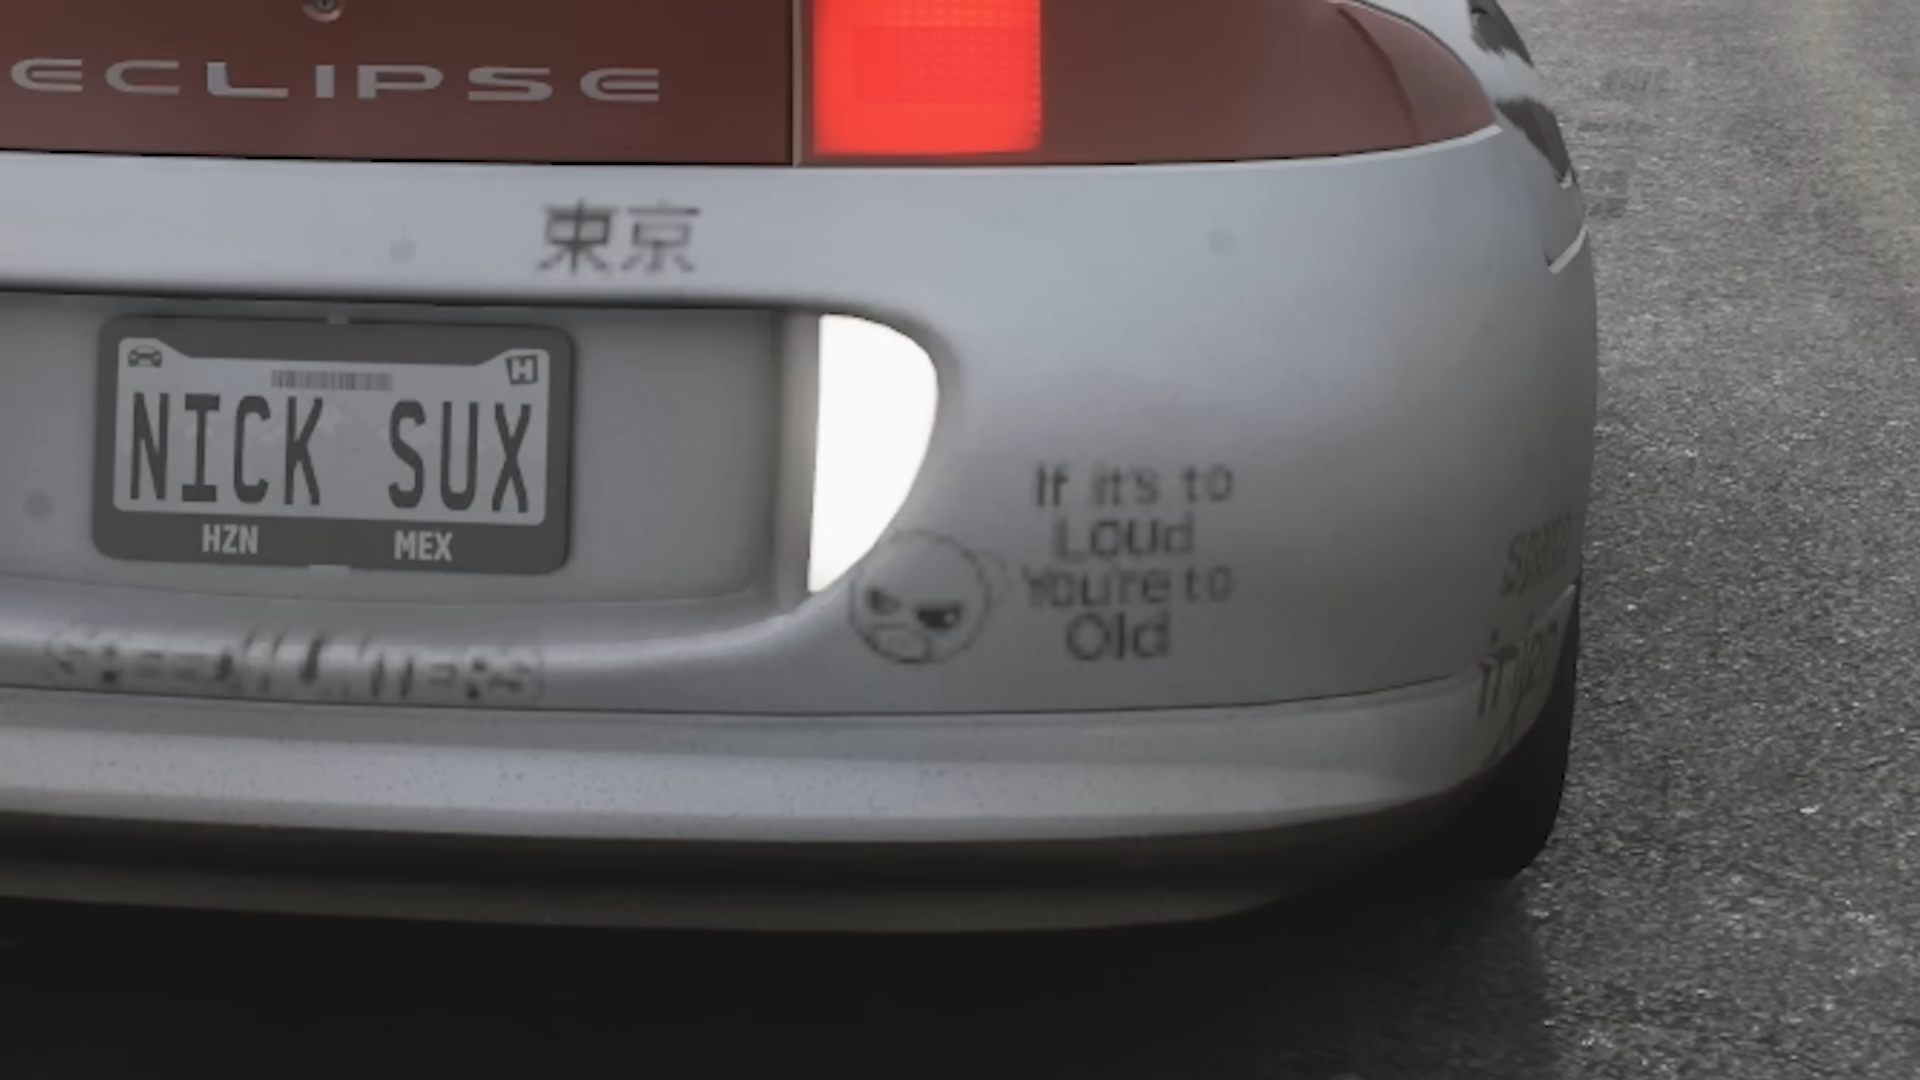 ECLIPSE
東京
H
NICK SUX
HZN MEX
If it's to
Loud
You're to
Old